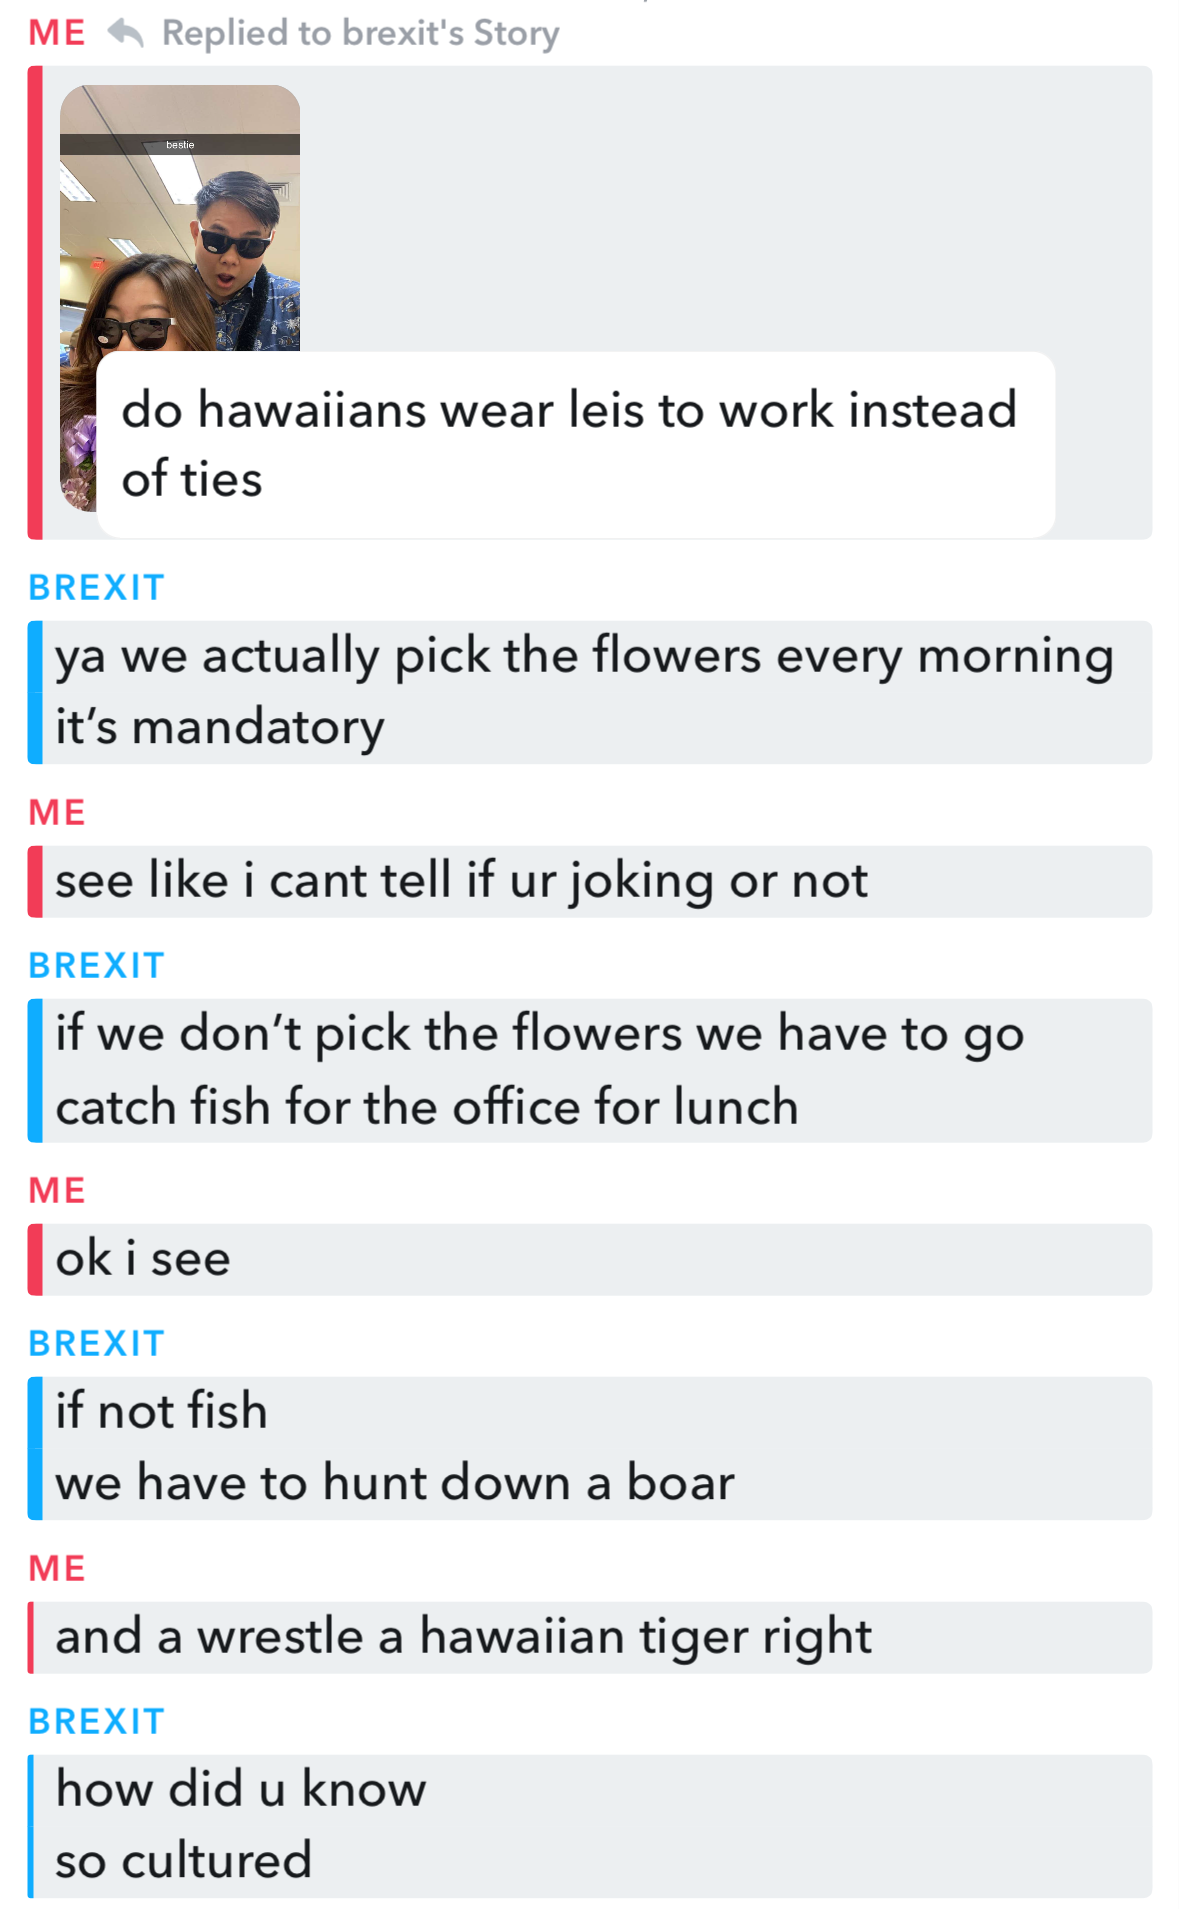 ME Replied to brexit's Story
bestie
do hawaiians wear leis to work instead
of ties
BREXIT
ya we actually pick the flowers every morning
it’s mandatory
ME
see like i cant tell if ur joking or not
BREXIT
if we don’t pick the flowers we have to go
catch fish for the office for lunch
ME
ok i see
BREXIT
if not fish
we have to hunt down a boar
ME
and a wrestle a hawaiian tiger right
BREXIT
how did u know
so cultured